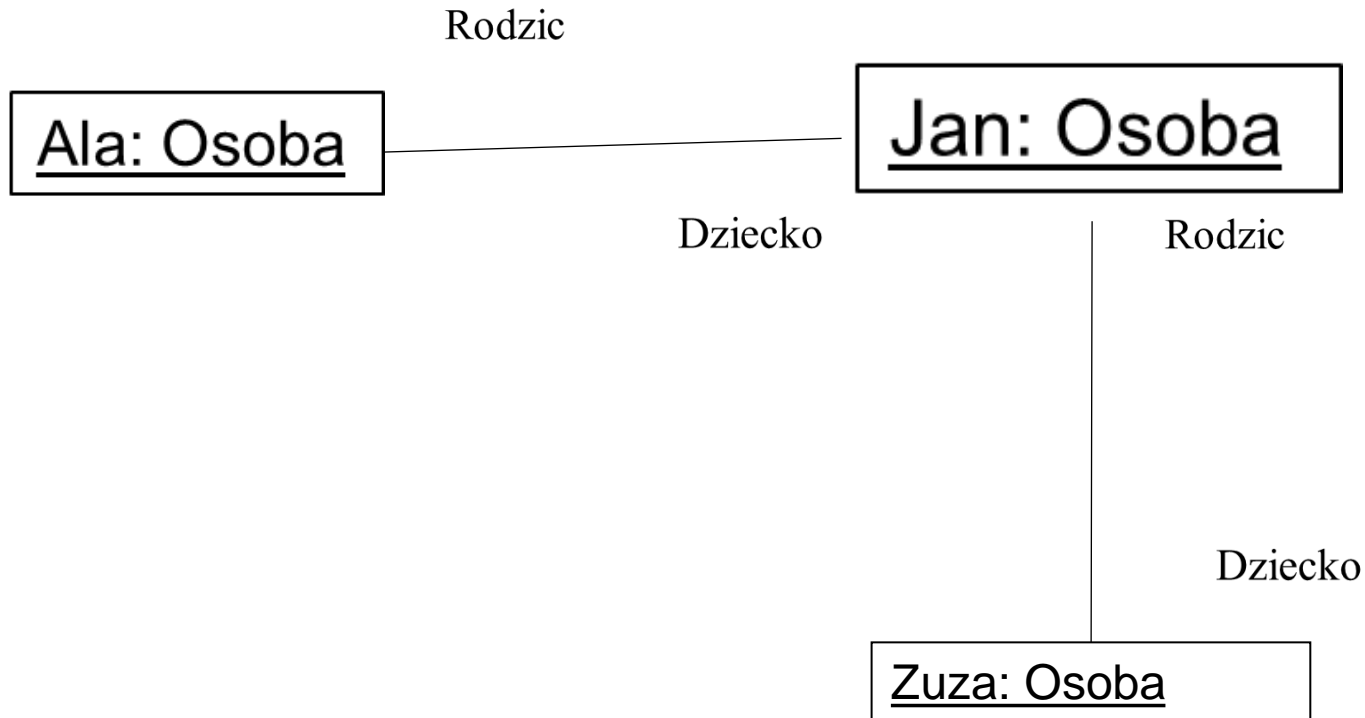 Rodzic
Ala: Osoba
Jan: Osoba
Dziecko
Rodzic
Dziecko
Zuza: Osoba